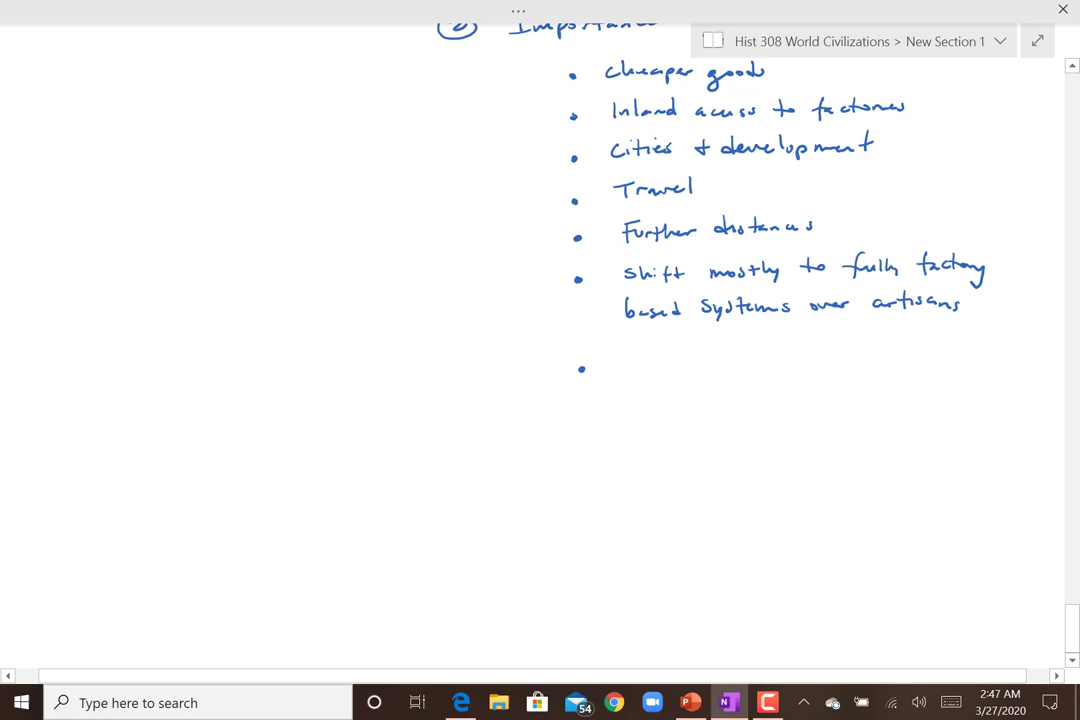 ② Importance
Hist 308 World Civilizations > New Section 1
• Cheaper goods
• Inland access to factories
• Cities & development
• Travel
• Further distances
• Shift mostly to fully factory
based systems over artisans
•
Type here to search
54
2:47 AM
3/27/2020